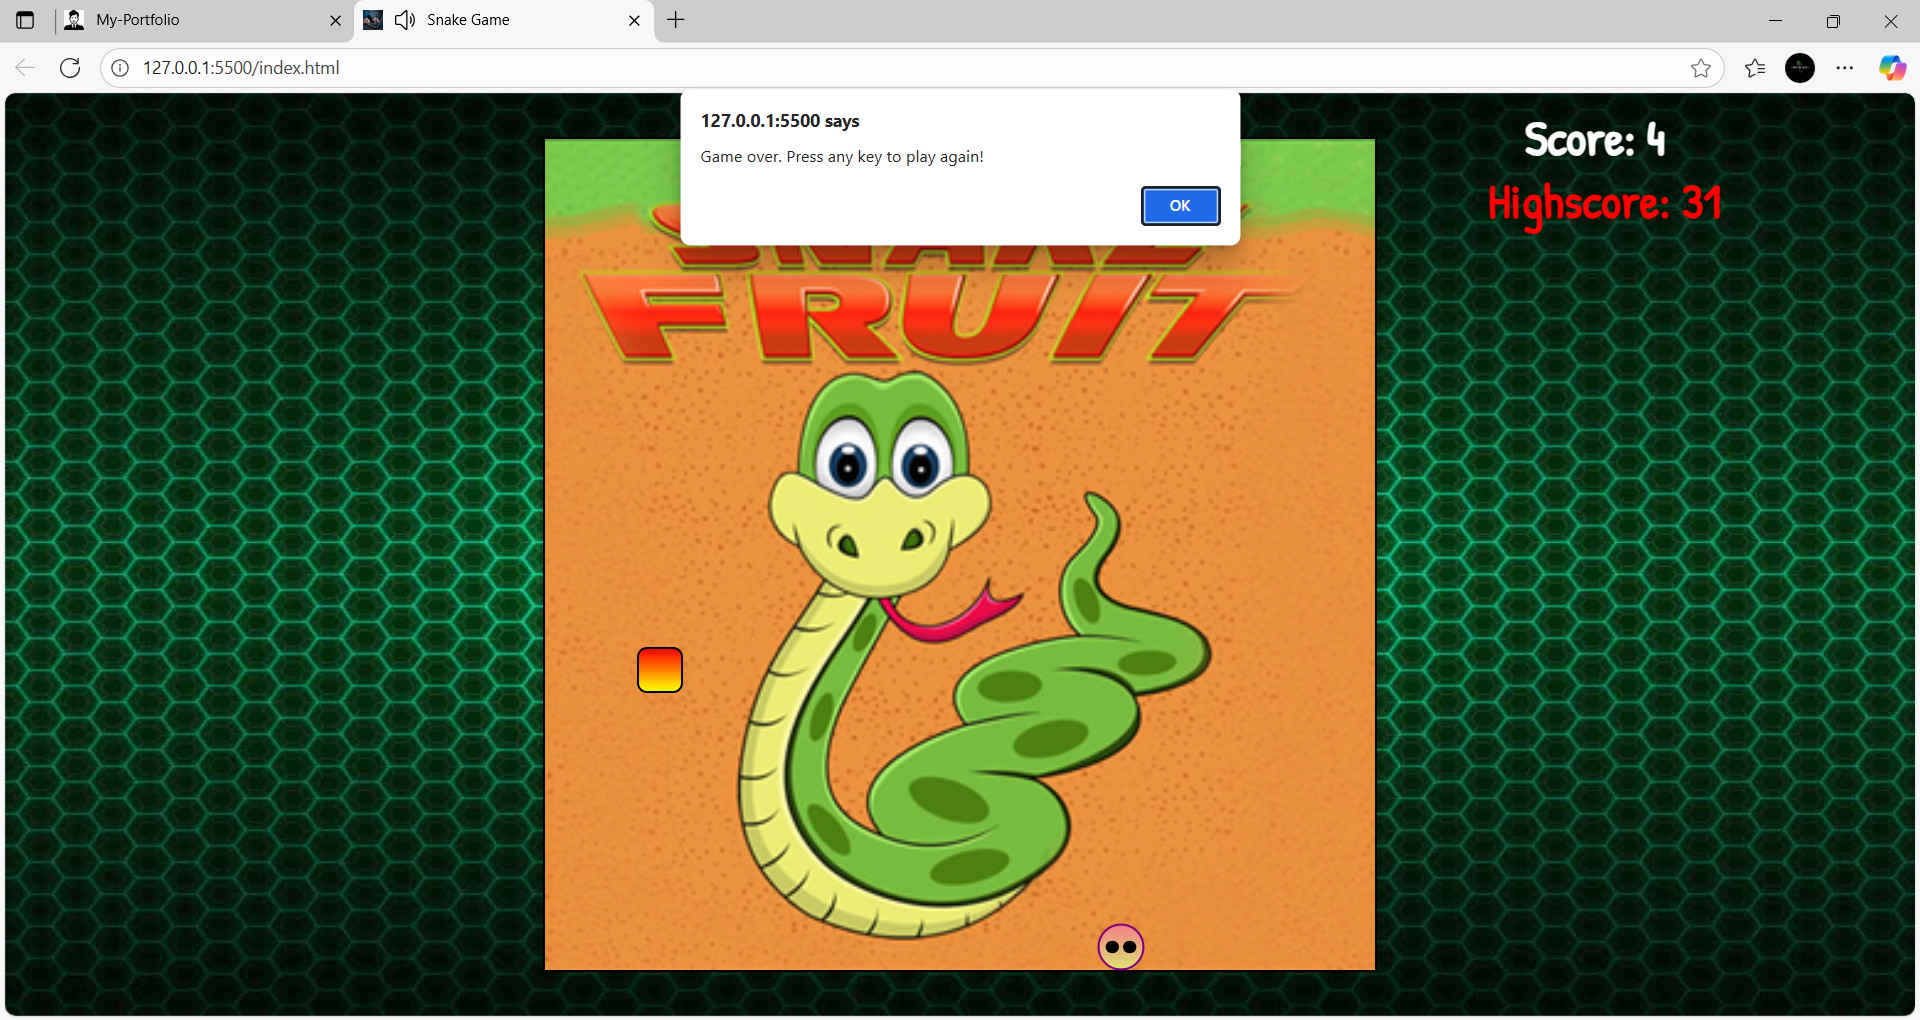 My-Portfolio
Snake Game
127.0.0.1:5500/index.html
127.0.0.1:5500 says
Game over. Press any key to play again!
OK
Score: 4
Highscore: 31
SNAKE
FRUIT